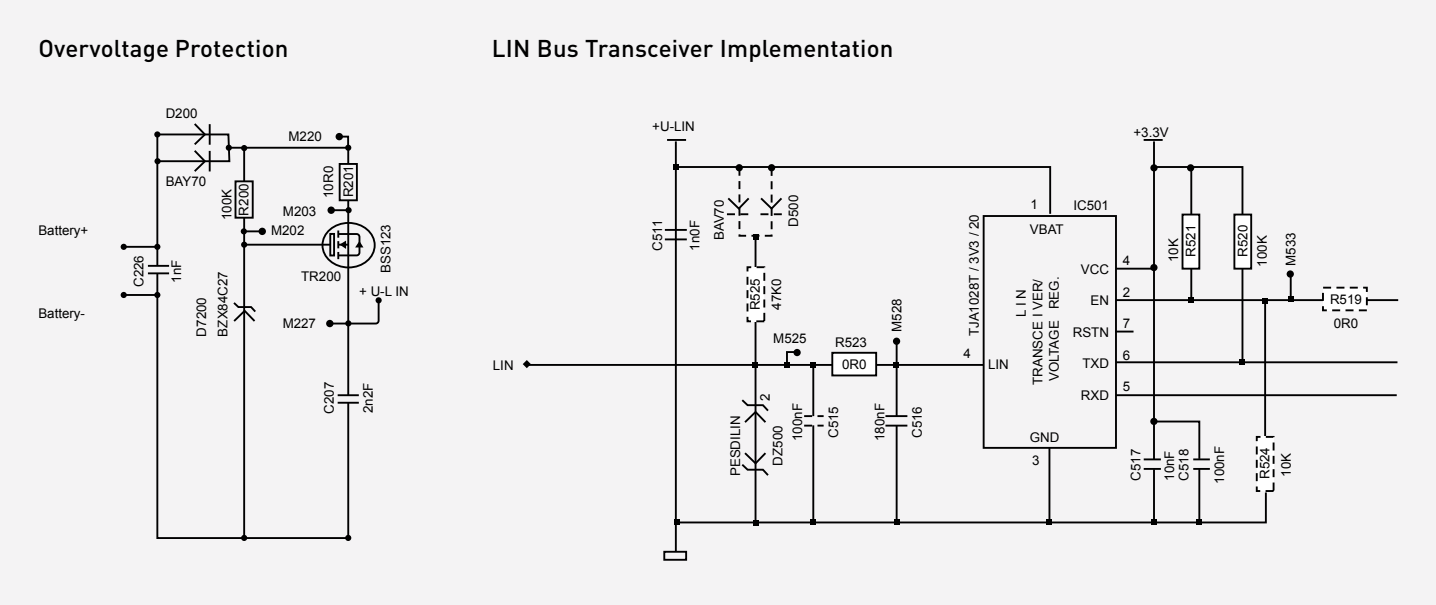 Overvoltage Protection
LIN Bus Transceiver Implementation
D200
BAY70
M220
10R0
R201
100K
R200
M203
M202
BSS123
TR200
Battery+
C226
1nF
Battery-
D7200
BZX84C27
+ U-L IN
M227
C207
2n2F
+U-LIN
C511
1n0F
BAV70
D500
R525
47K0
M525
R523
0R0
M528
LIN
PESDILIN
2
DZ500
100nF
C515
180nF
C516
TJA1028T / 3V3 / 20
IC501
1
VBAT
L I N
TRANSCE I VER/
VOLTAGE REG.
VCC
4
EN
2
RSTN
7
TXD
6
RXD
5
4
LIN
GND
3
+3.3V
10K
R521
R520
100K
M533
R519
0R0
C517
10nF
C518
100nF
R524
10K